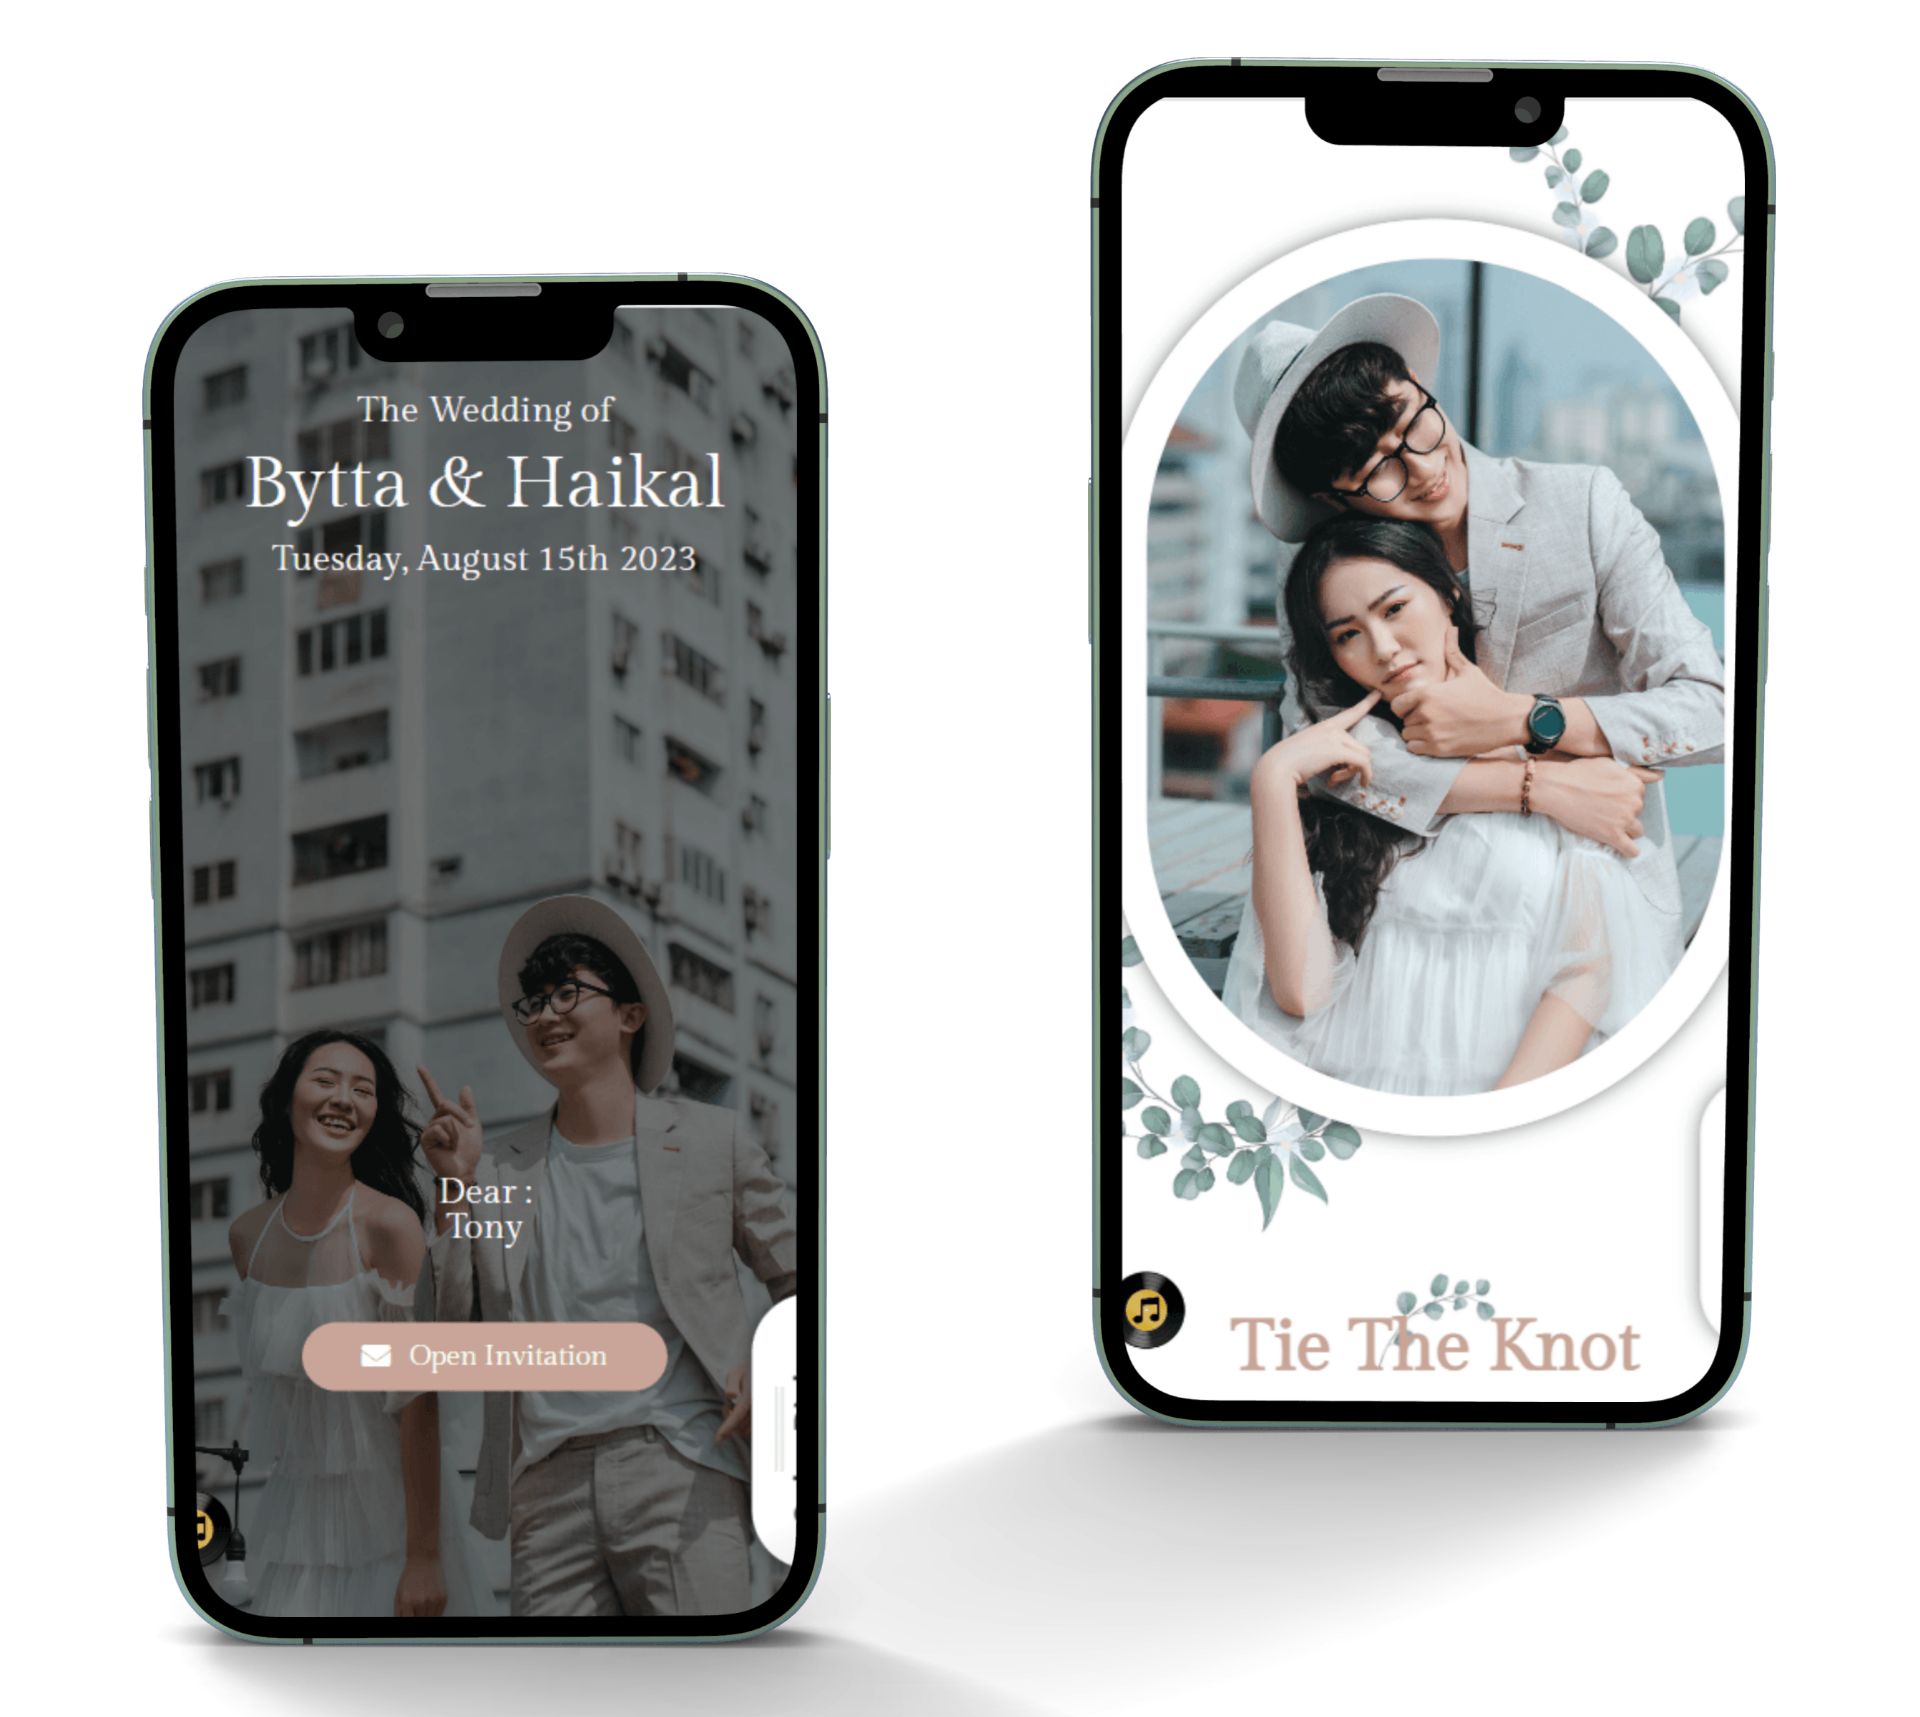 The Wedding of
Bytta & Haikal
Tuesday, August 15th 2023
Dear :
Tony
Open Invitation
Tie The Knot